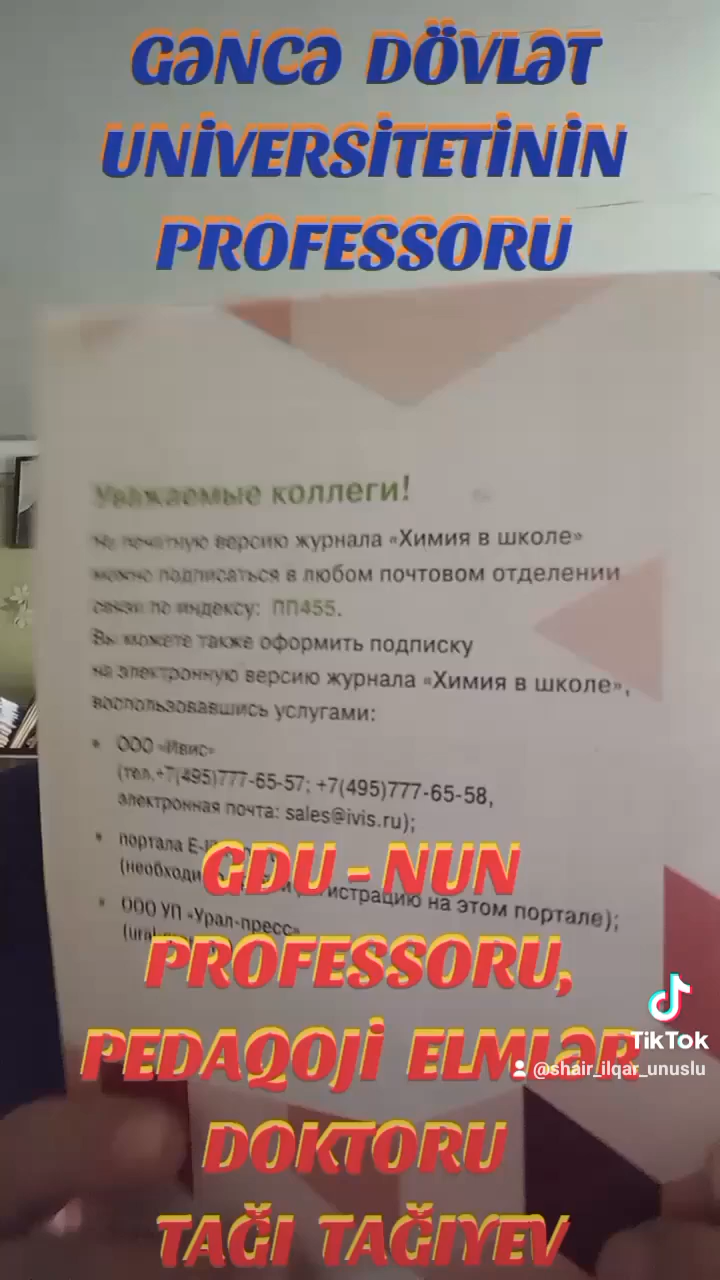 GƏNCƏ DÖVLƏT
UNİVERSİTETİNİN
PROFESSORU
Уважаемые коллеги!
На печатную версию журнала «Химия в школе»
можно подписаться в любом почтовом отделении
связи по индексу: ПП455.
Вы можете также оформить подписку
на электронную версию журнала «Химия в школе»,
воспользовавшись услугами:
• ООО «Ивис»
(тел.+7(495)777-65-57; +7(495)777-65-58,
электронная почта: sales@ivis.ru);
• портала
GDU - NUN
(необходи на этом портале);
• ООО УП «Урал-пресс»
PROFESSORU,
TikTok
PEDAQOJİ ELMLƏR
@shair_ilqar_unuslu
DOKTORU
TAĞI TAĞIYEV